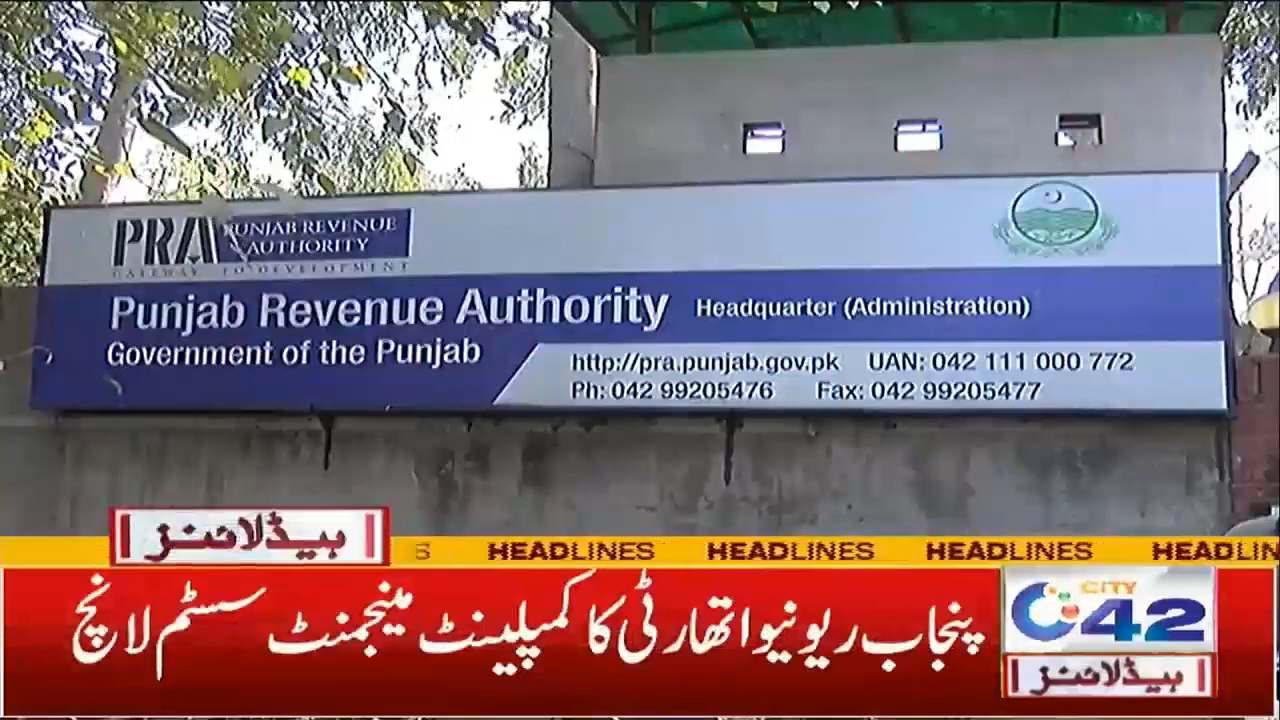 PRA PUNJAB REVENUE
AUTHORITY
GATEWAY TO DEVELOPMENT
Punjab Revenue Authority Headquarter (Administration)
Government of the Punjab
http://pra.punjab.gov.pk UAN: 042 111 000 772
Ph: 042 99205476 Fax: 042 99205477
ہیڈلائنز
S HEADLINES HEADLINES HEADLINES HEADLIN
پنجاب ریونیو اتھارٹی کا کمپلینٹ مینجمنٹ سسٹم لانچ
CITY
42
ہیڈلائنز